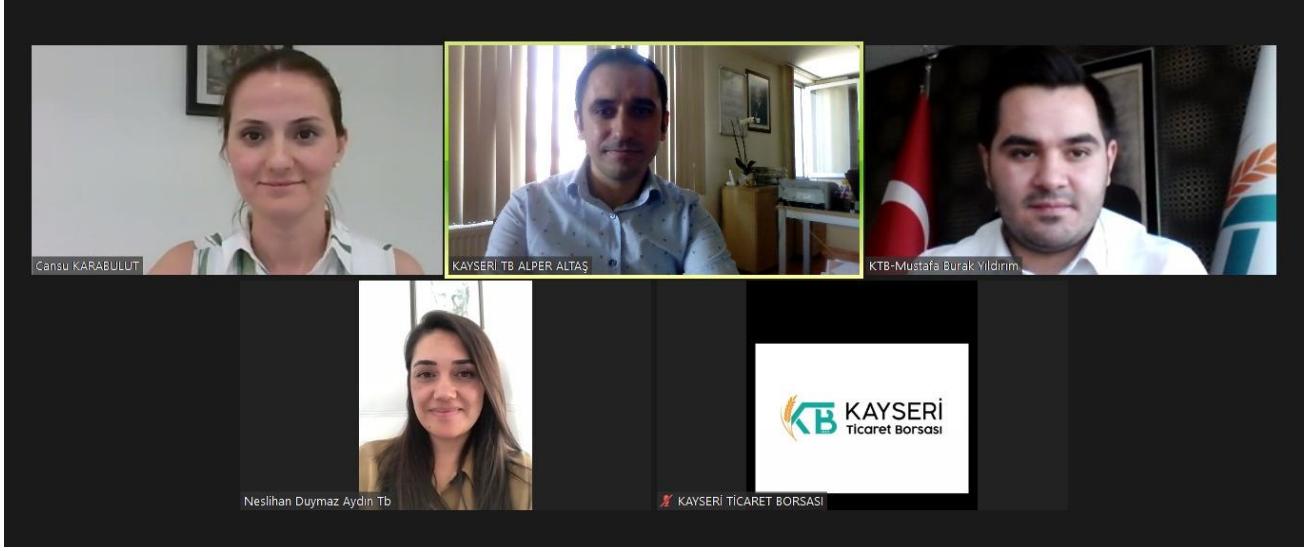 Cansu KARABULUT
KAYSERİ TB ALPER ALTAŞ
KTB-Mustafa Burak Yıldırım
Neslihan Duymaz Aydın Tb
KTB KAYSERİ
Ticaret Borsası
KAYSERİ TİCARET BORSASI